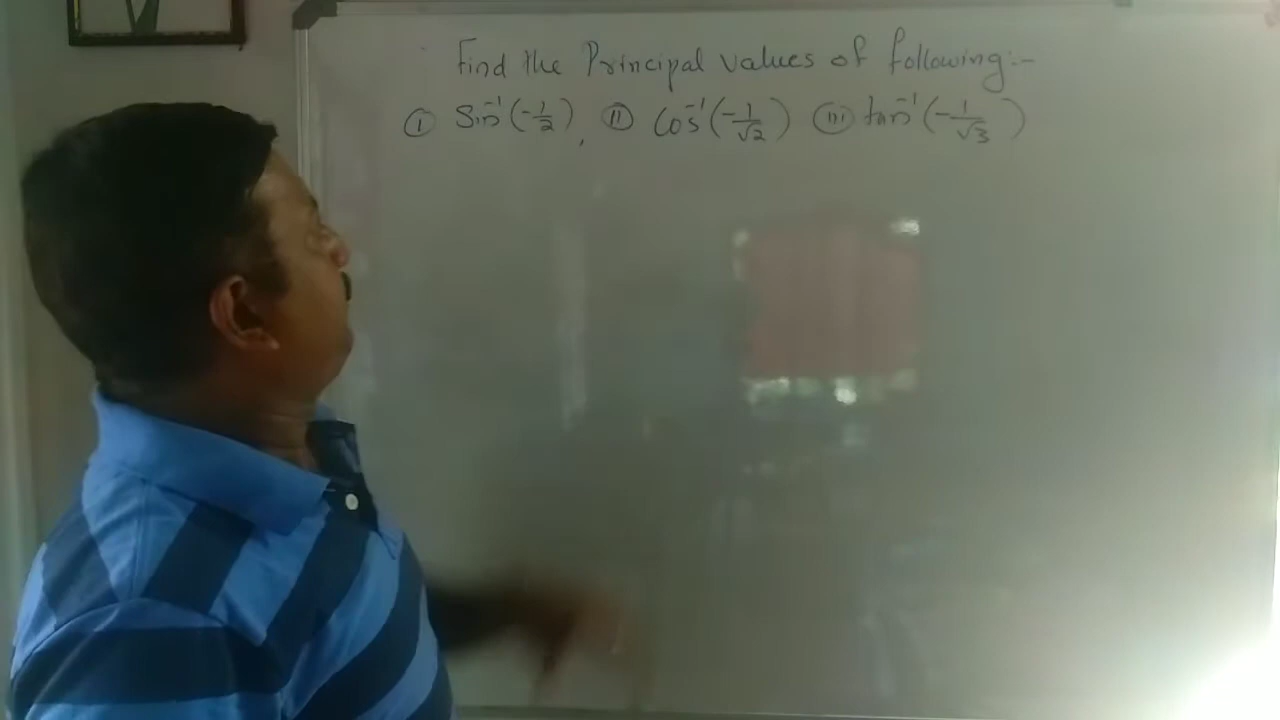 Find the Principal values of following:-
(i) Sin⁻¹(-1/2), (ii) Cos⁻¹(-1/√2) (iii) tan⁻¹(-1/√3)